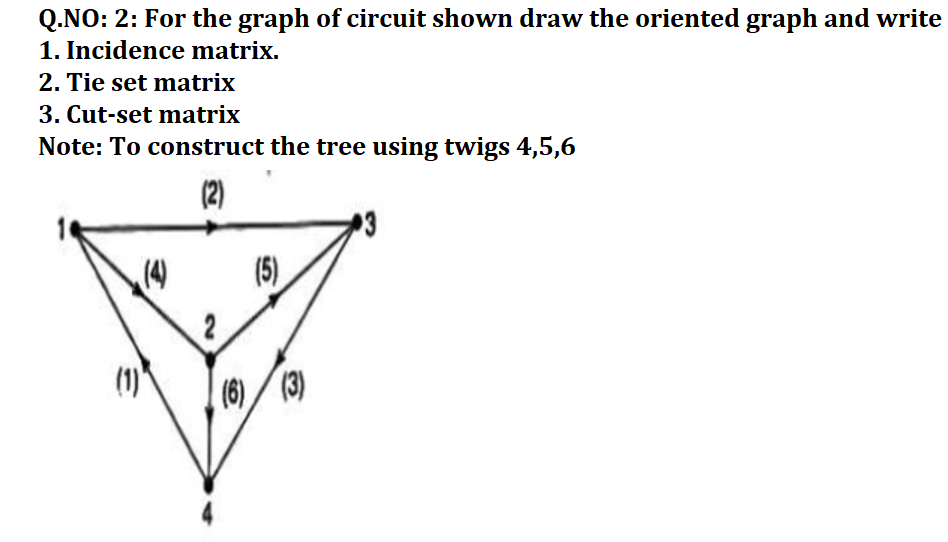 Q.NO: 2: For the graph of circuit shown draw the oriented graph and write
1. Incidence matrix.
2. Tie set matrix
3. Cut-set matrix
Note: To construct the tree using twigs 4,5,6
(2)
1
3
(4)
(5)
2
(1)
(6)
(3)
4